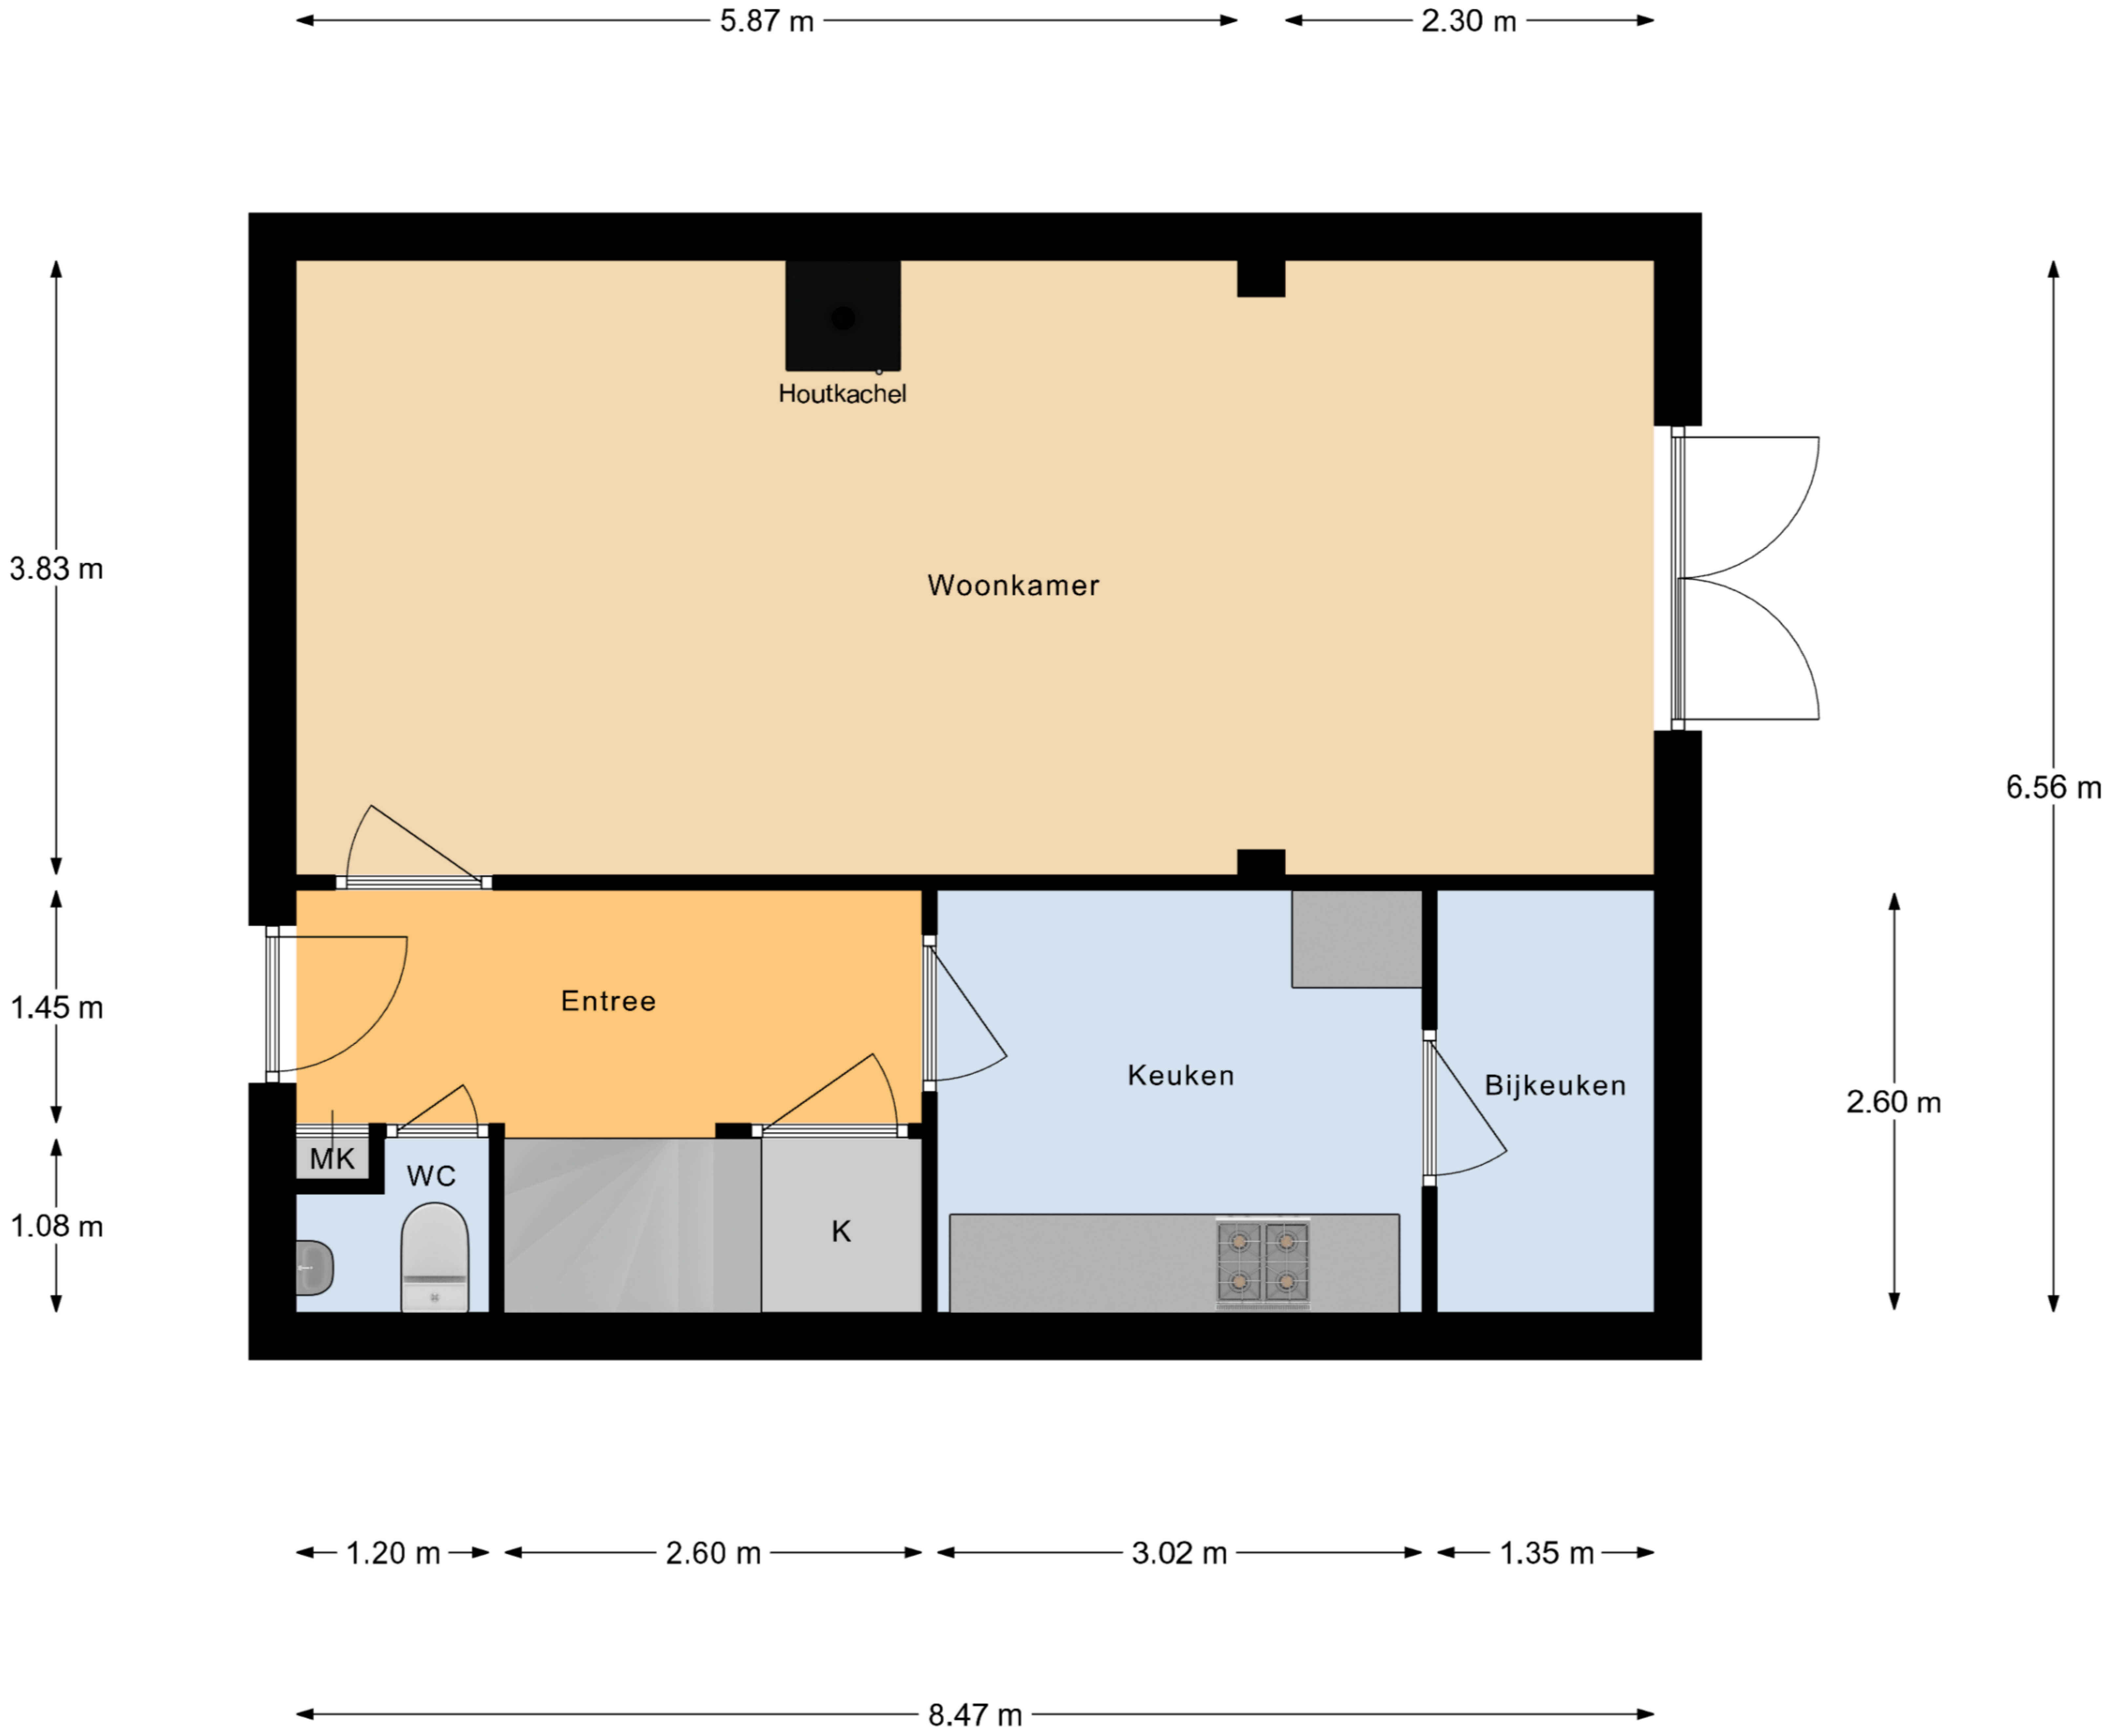 5.87 m
2.30 m
Houtkachel
3.83 m
Woonkamer
6.56 m
Entree
1.45 m
Keuken
Bijkeuken
2.60 m
MK
WC
1.08 m
K
1.20 m
2.60 m
3.02 m
1.35 m
8.47 m